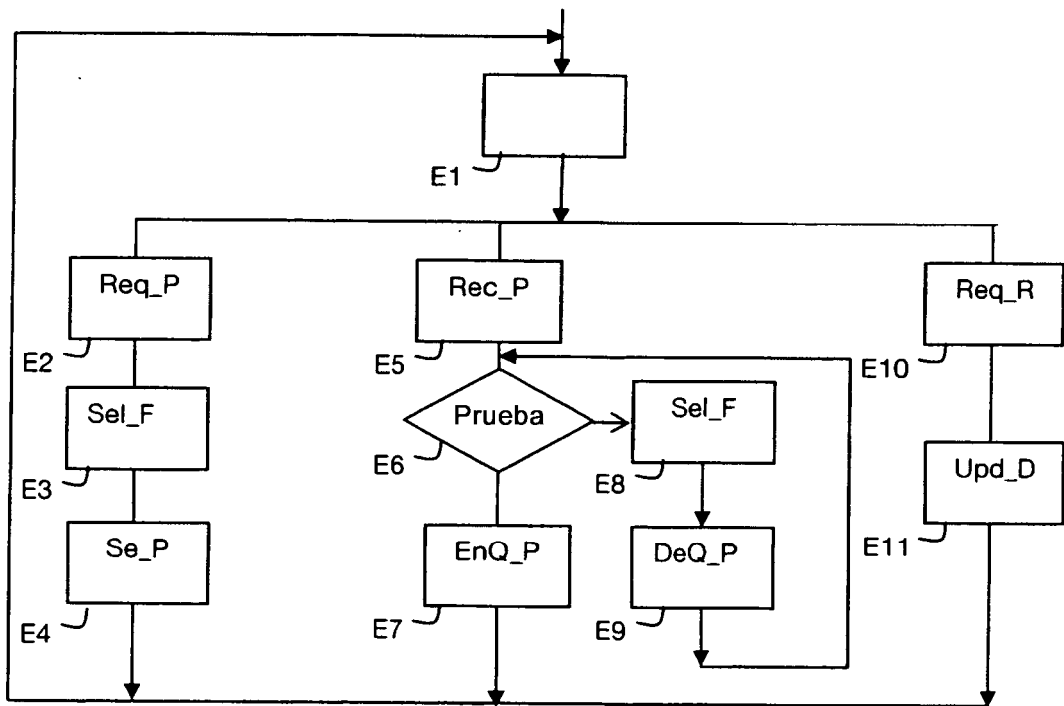 E1
Req_P
E2
Sel_F
E3
Se_P
E4
Rec_P
E5
Prueba
E6
EnQ_P
E7
Sel_F
E8
DeQ_P
E9
Req_R
E10
Upd_D
E11